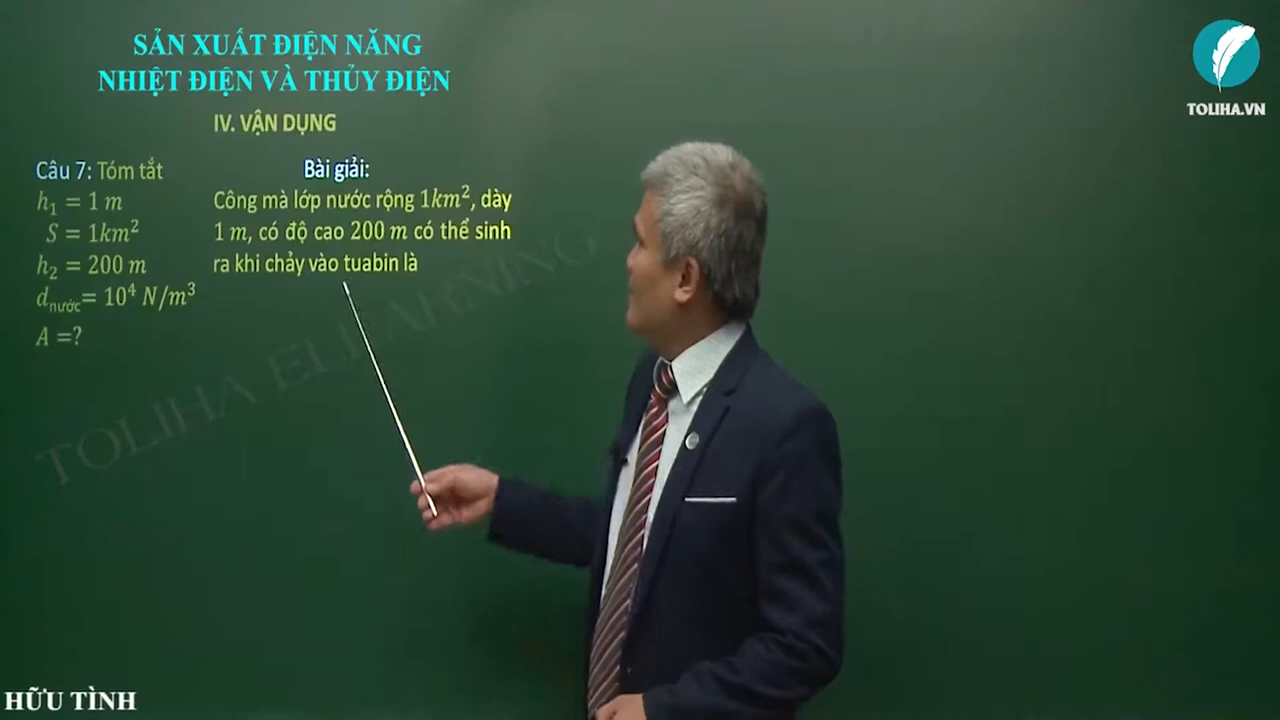 SẢN XUẤT ĐIỆN NĂNG
NHIỆT ĐIỆN VÀ THỦY ĐIỆN
IV. VẬN DỤNG
Câu 7: Tóm tắt
h₁ = 1 m
S = 1km²
h₂ = 200 m
dnước= 10⁴ N/m³
A =?
Bài giải:
Công mà lớp nước rộng 1km², dày
1 m, có độ cao 200 m có thể sinh
ra khi chảy vào tuabin là
TOLIHA.VN
TOLIHA ELEARNING
HỮU TÌNH